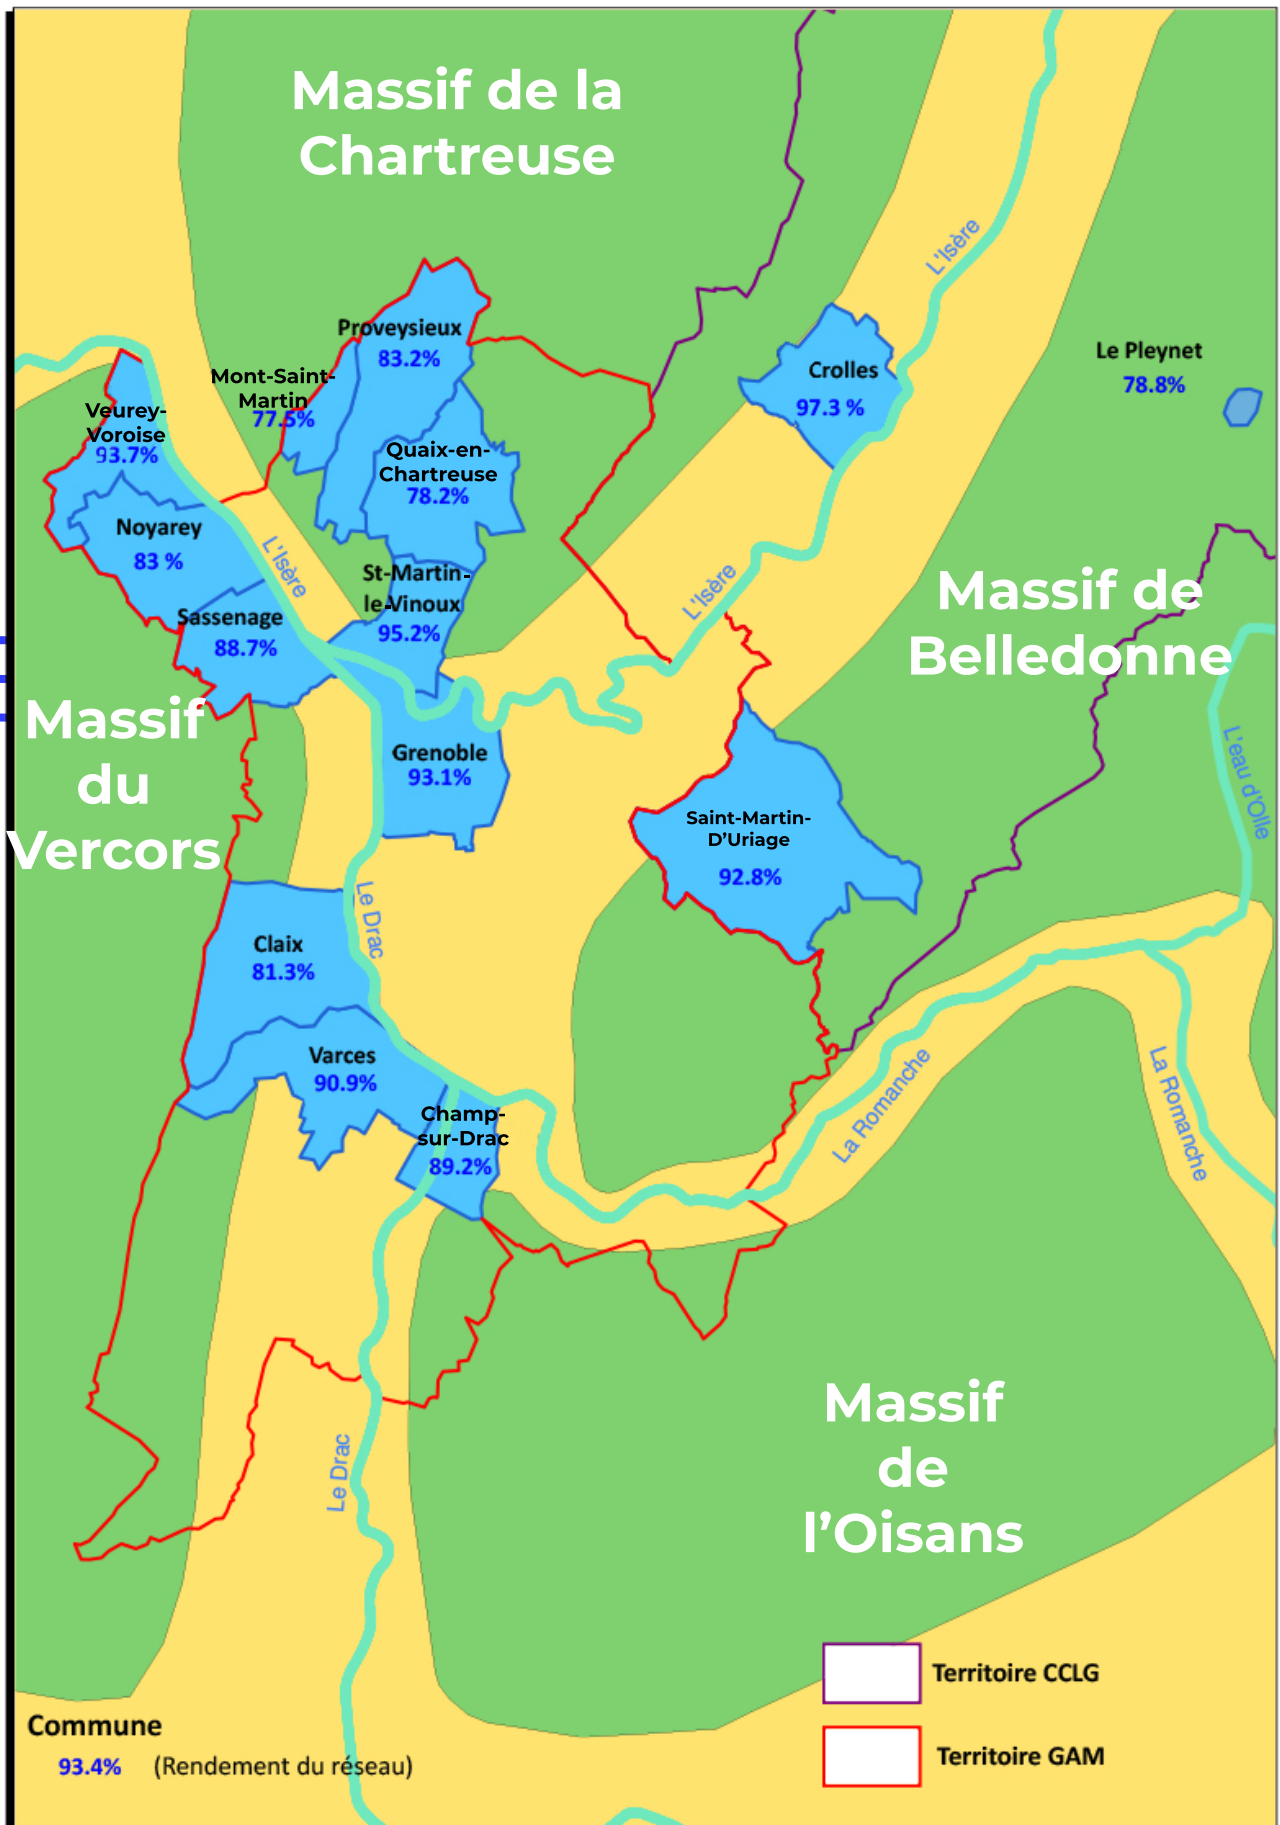 Massif de la
Chartreuse
L'Isère
Proveysieux
83.2%
Mont-Saint-
Martin
77.5%
Crolles
97.3 %
Le Pleynet
78.8%
Veurey-
Voroise
93.7%
Quaix-en-
Chartreuse
78.2%
Noyarey
83 %
L'Isère
St-Martin-
le-Vinoux
95.2%
L'Isère
Massif de
Belledonne
Sassenage
88.7%
Massif
du
Vercors
Grenoble
93.1%
L'eau d'Olle
Saint-Martin-
D'Uriage
92.8%
Le Drac
Claix
81.3%
Varces
90.9%
La Romanche
La Romanche
Champ-
sur-Drac
89.2%
Massif
de
l'Oisans
Le Drac
Territoire CCLG
Commune
93.4% (Rendement du réseau)
Territoire GAM